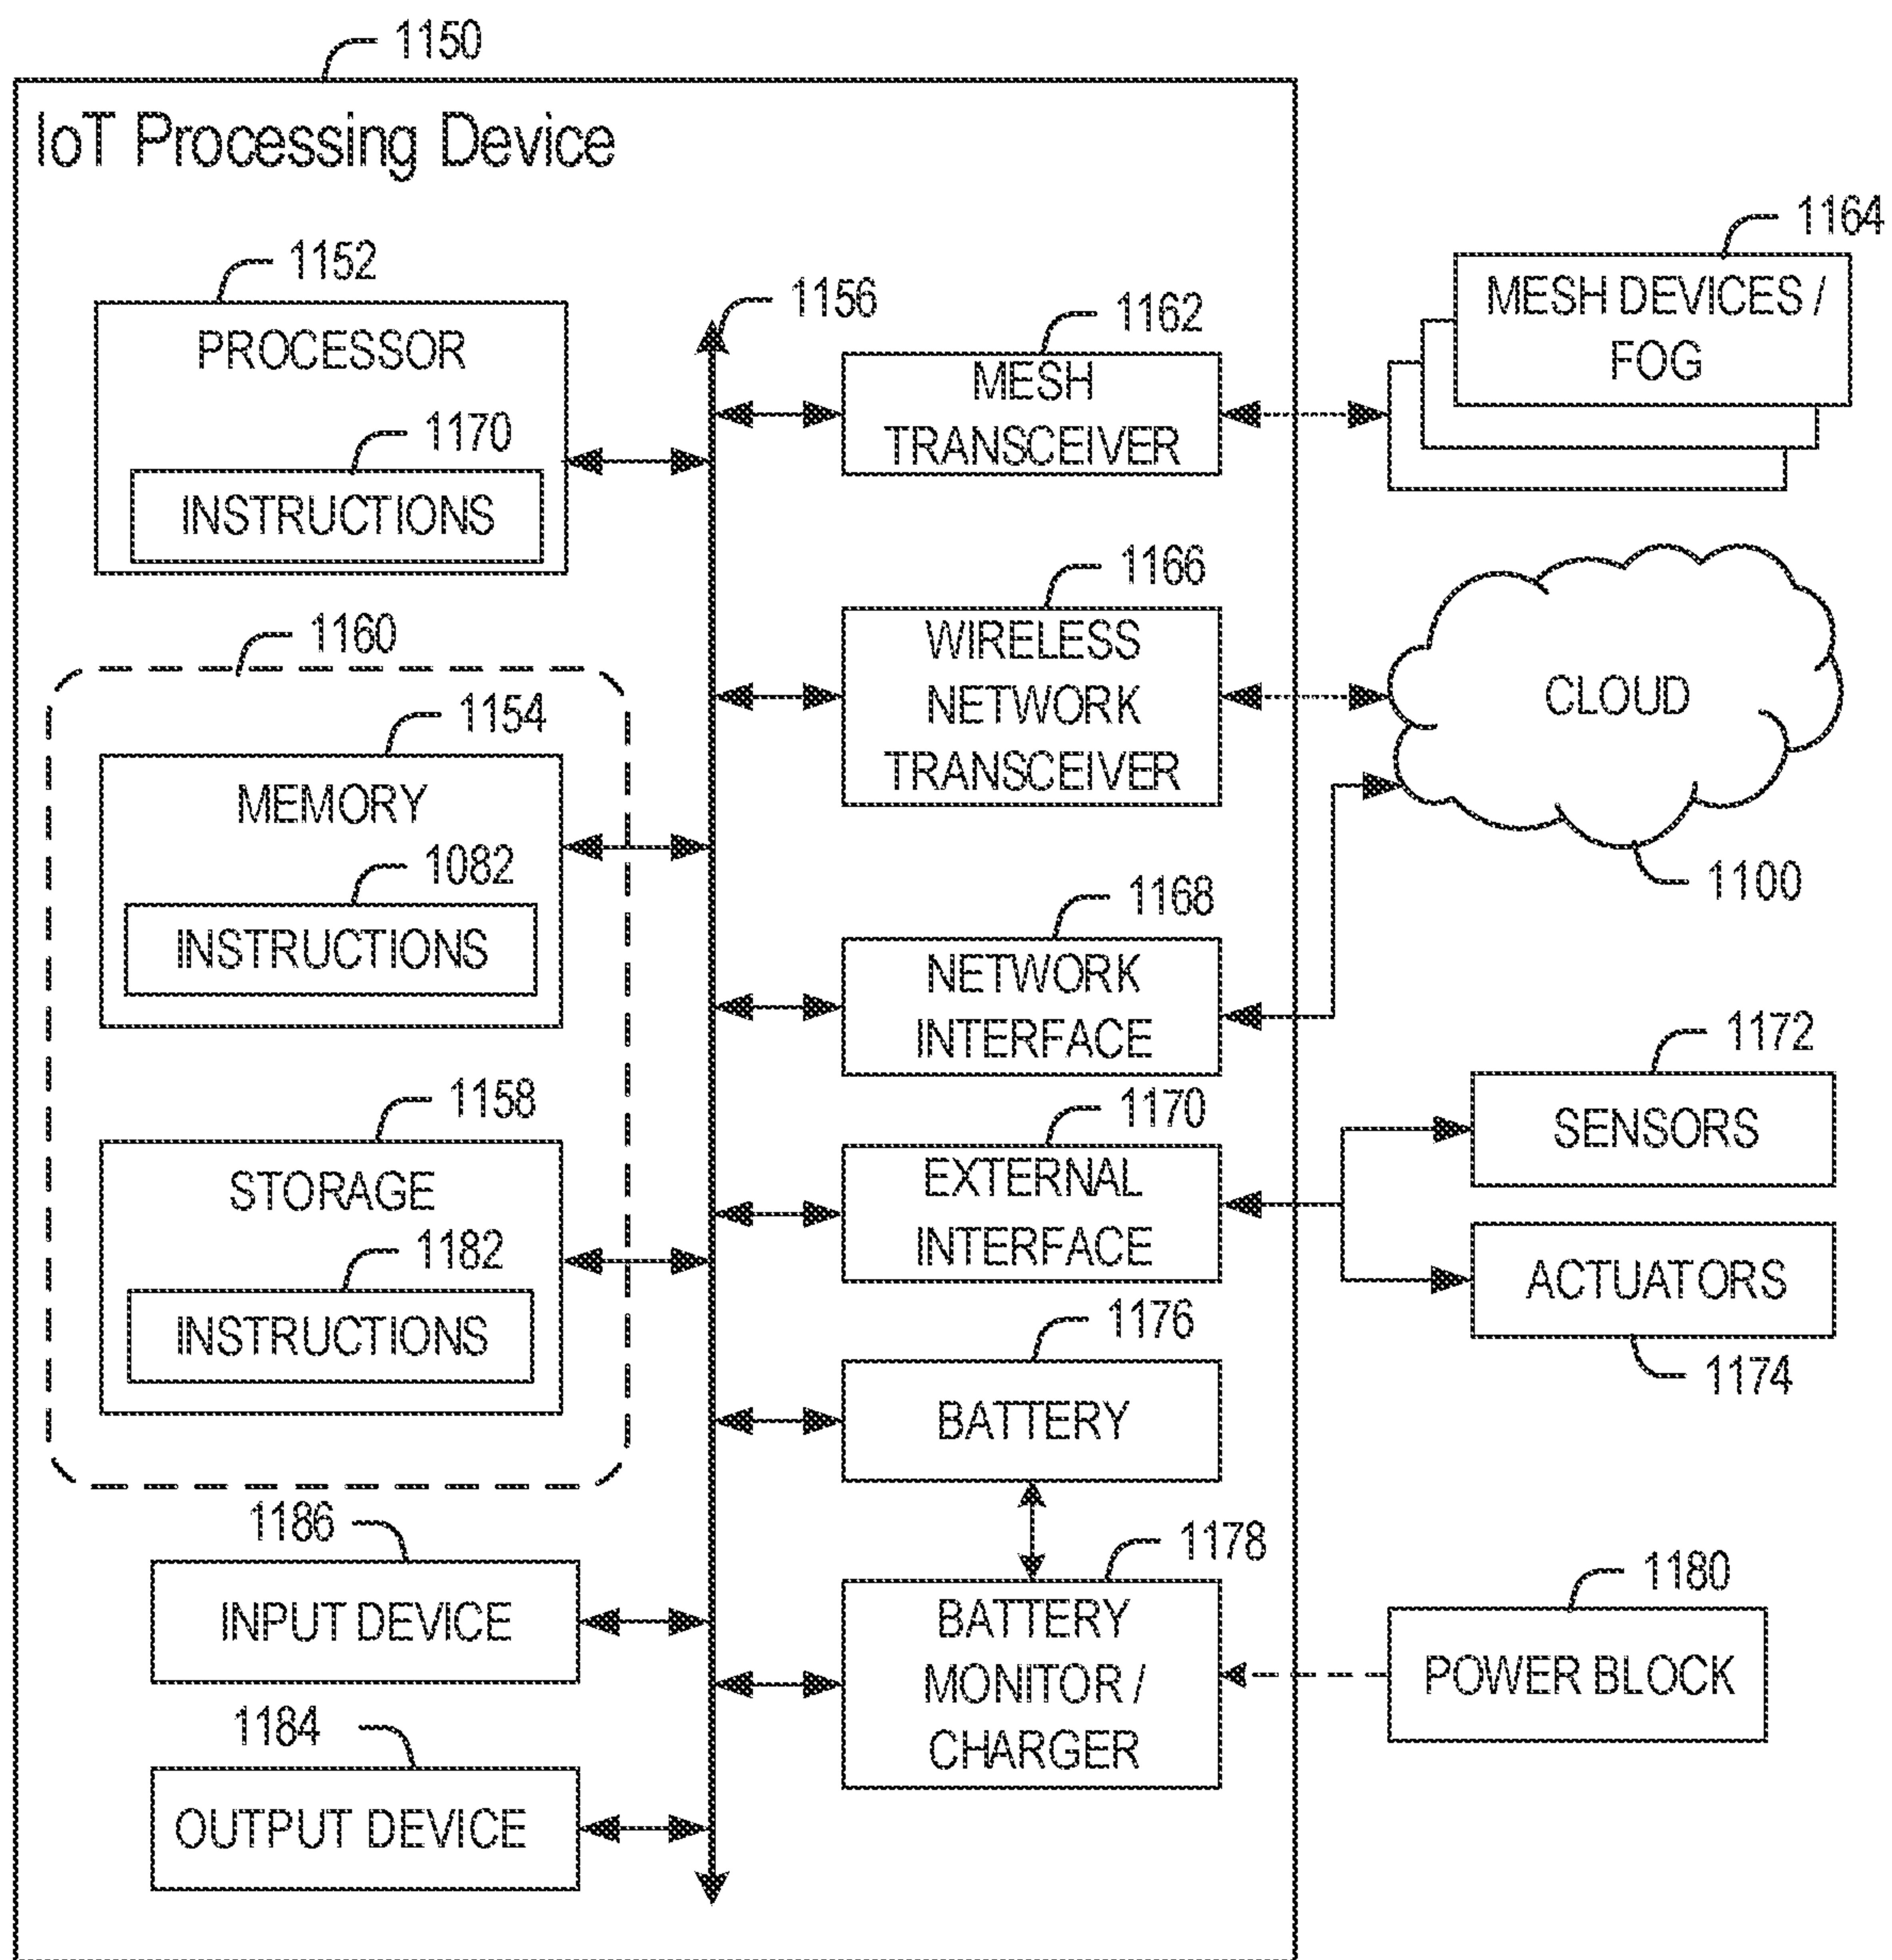 1150
IoT Processing Device
1152
PROCESSOR
1170
INSTRUCTIONS
1160
1154
MEMORY
1082
INSTRUCTIONS
1158
STORAGE
1182
INSTRUCTIONS
1186
INPUT DEVICE
1184
OUTPUT DEVICE
1156
1162
MESH
TRANSCEIVER
1166
WIRELESS
NETWORK
TRANSCEIVER
1168
NETWORK
INTERFACE
1170
EXTERNAL
INTERFACE
1176
BATTERY
1178
BATTERY
MONITOR /
CHARGER
1164
MESH DEVICES /
FOG
CLOUD
1100
1172
SENSORS
ACTUATORS
1174
1180
POWER BLOCK